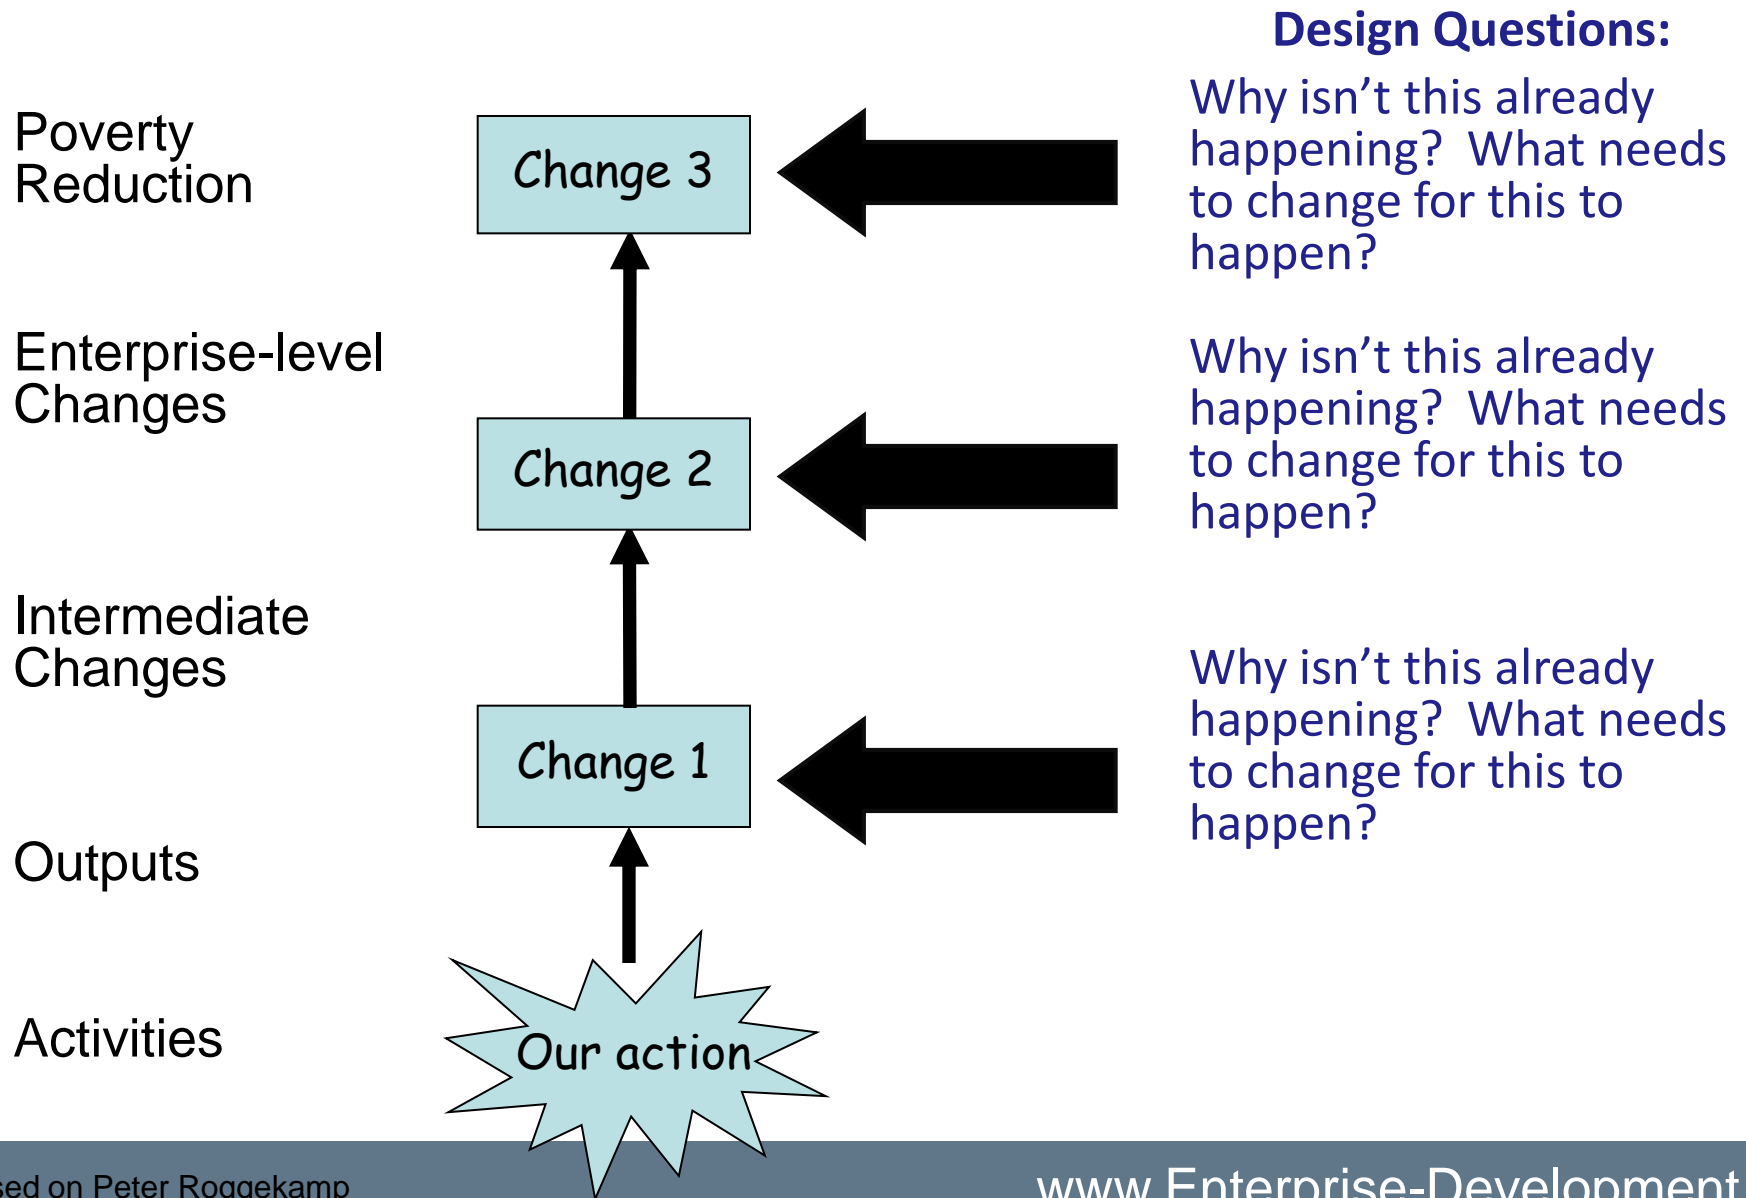 Design Questions:
Poverty
Reduction
Change 3
Why isn’t this already
happening?  What needs
to change for this to
happen?
Enterprise-level
Changes
Change 2
Why isn’t this already
happening?  What needs
to change for this to
happen?
Intermediate
Changes
Change 1
Why isn’t this already
happening?  What needs
to change for this to
happen?
Outputs
Activities
Our action
sed on Peter Roggekamp
www.Enterprise-Development.